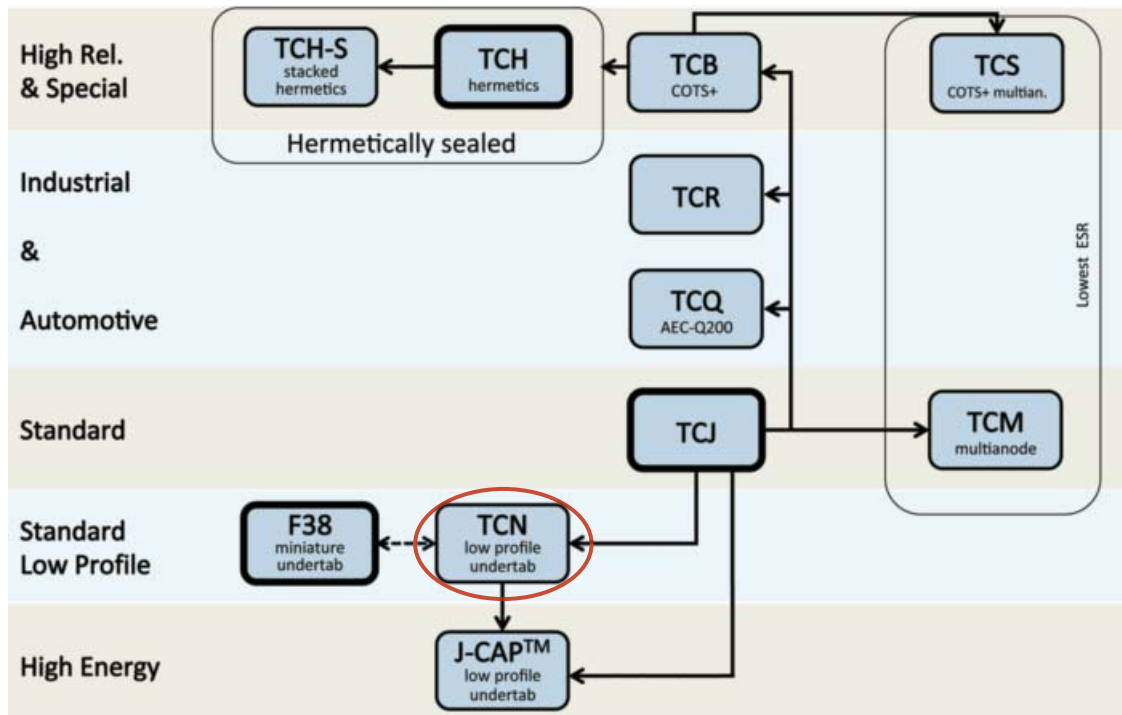 High Rel.
& Special
TCH-S
stacked
hermetics
TCH
hermetics
TCB
COTS+
TCS
COTS+ multian.
Hermetically sealed
Industrial
&
Automotive
TCR
TCQ
AEC-Q200
Lowest ESR
Standard
TCJ
TCM
multianode
Standard
Low Profile
F38
miniature
undertab
TCN
low profile
undertab
High Energy
J-CAP™
low profile
undertab